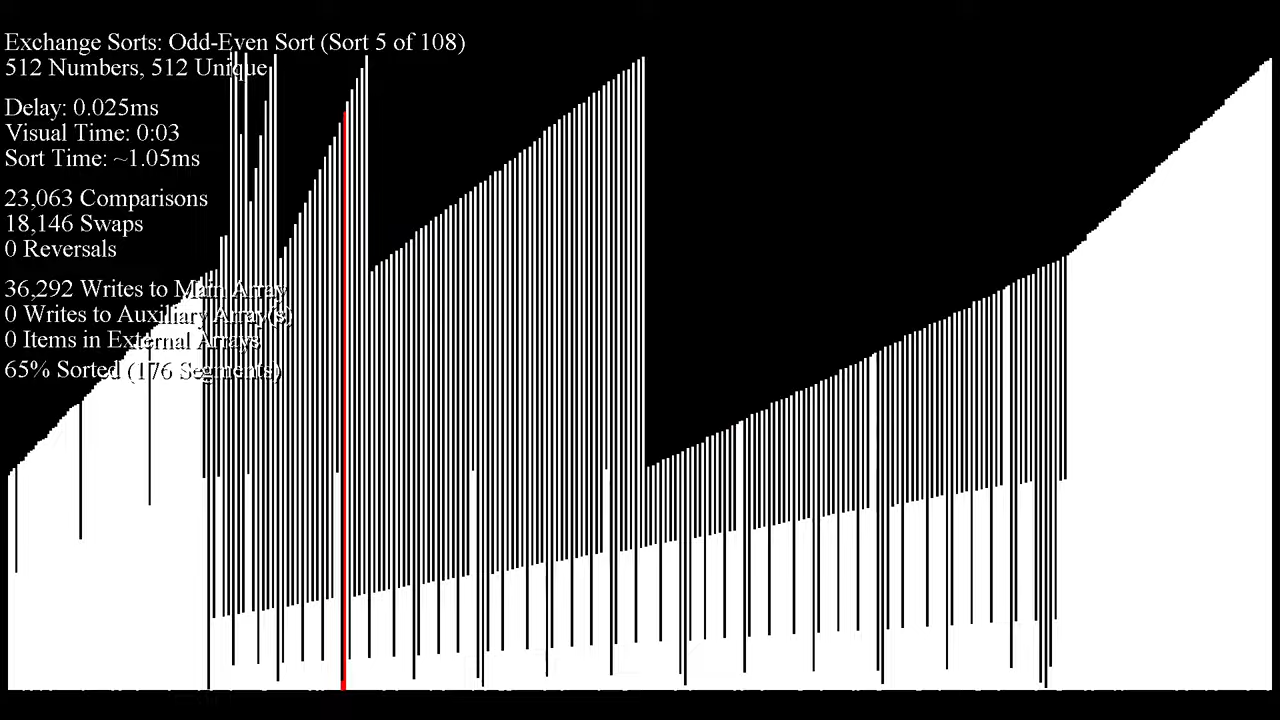 Exchange Sorts: Odd-Even Sort (Sort 5 of 108)
512 Numbers, 512 Unique
Delay: 0.025ms
Visual Time: 0:03
Sort Time: ~1.05ms
23,063 Comparisons
18,146 Swaps
0 Reversals
36,292 Writes to Main Array
0 Writes to Auxiliary Array(s)
0 Items in External Arrays
65% Sorted (176 Segments)